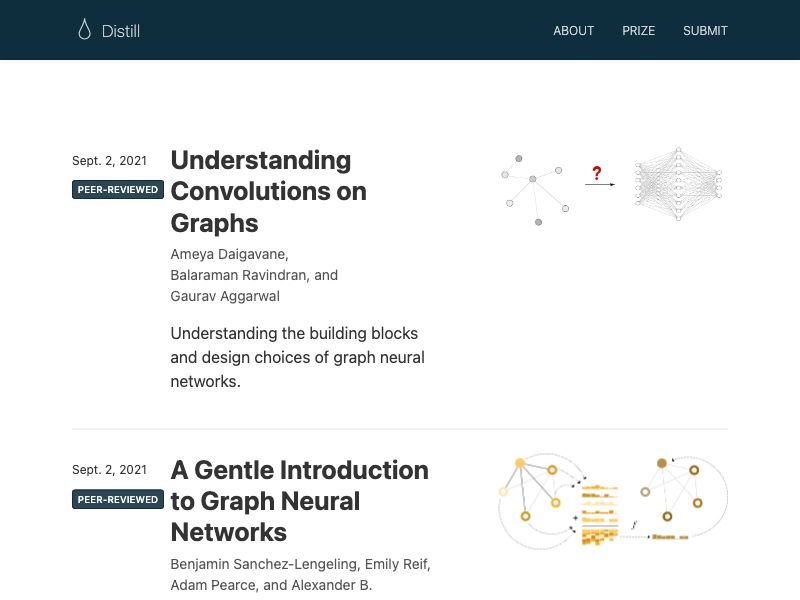 Distill
ABOUT PRIZE SUBMIT
Sept. 2, 2021
PEER-REVIEWED
Understanding
Convolutions on
Graphs
Ameya Daigavane,
Balaraman Ravindran, and
Gaurav Aggarwal
Understanding the building blocks
and design choices of graph neural
networks.
?
Sept. 2, 2021
PEER-REVIEWED
A Gentle Introduction
to Graph Neural
Networks
Benjamin Sanchez-Lengeling, Emily Reif,
Adam Pearce, and Alexander B.
+
f